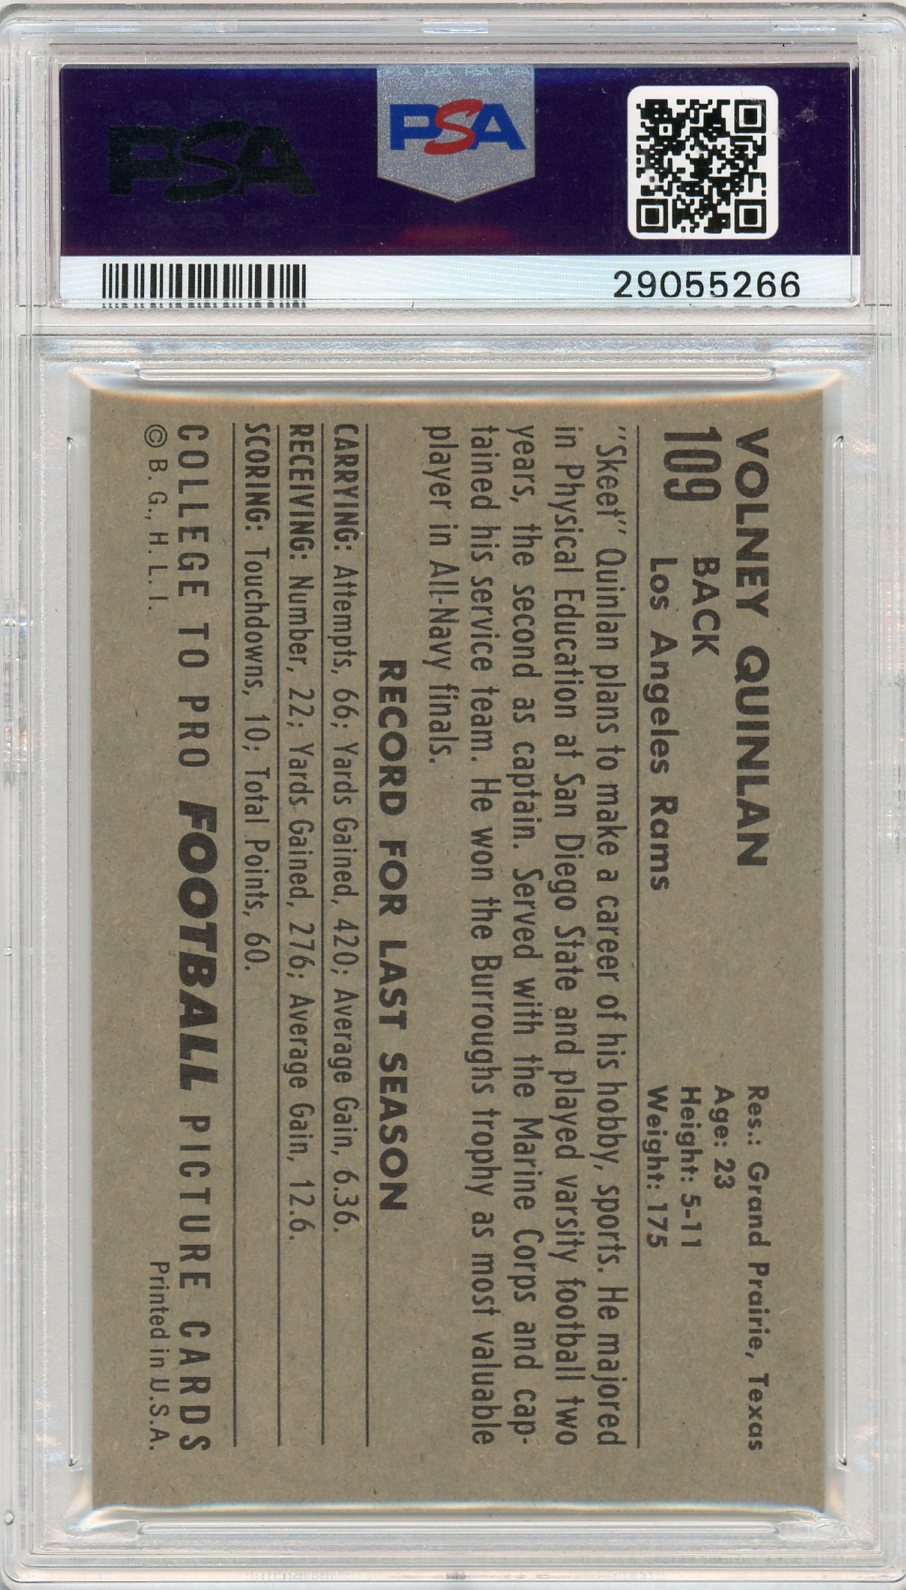 PSA
PSA
29055266
VOLNEY QUINLAN
109 BACK
Los Angeles Rams
Res.: Grand Prairie, Texas
Age: 23
Height: 5-11
Weight: 175
"Skeet" Quinlan plans to make a career of his hobby, sports. He majored
in Physical Education at San Diego State and played varsity football two
years, the second as captain. Served with the Marine Corps and cap-
tained his service team. He won the Burroughs trophy as most valuable
player in All-Navy finals.
RECORD FOR LAST SEASON
CARRYING: Attempts, 66; Yards Gained, 420; Average Gain, 6.36.
RECEIVING: Number, 22; Yards Gained, 276; Average Gain, 12.6.
SCORING: Touchdowns, 10; Total Points, 60.
COLLEGE TO PRO FOOTBALL PICTURE CARDS
© B. G., H. L. I.
Printed in U.S.A.